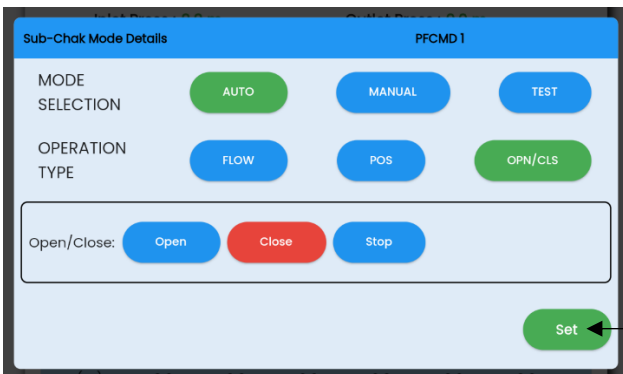 Sub-Chak Mode Details PFCMD 1
MODE SELECTION AUTO MANUAL TEST
OPERATION TYPE FLOW POS OPN/CLS
Open/Close: Open Close Stop
Set